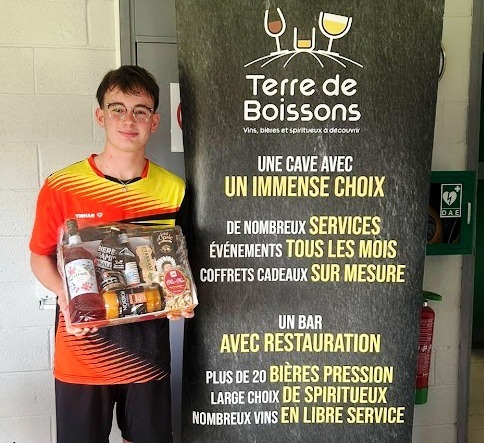 Terre de
Boissons
Vins, bières et spiritueux à découvrir
UNE CAVE AVEC
UN IMMENSE CHOIX
DE NOMBREUX SERVICES
ÉVÉNEMENTS TOUS LES MOIS
COFFRETS CADEAUX SUR MESURE
UN BAR
AVEC RESTAURATION
PLUS DE 20 BIÈRES PRESSION
LARGE CHOIX DE SPIRITUEUX
NOMBREUX VINS EN LIBRE SERVICE
DAE
TIBHAR